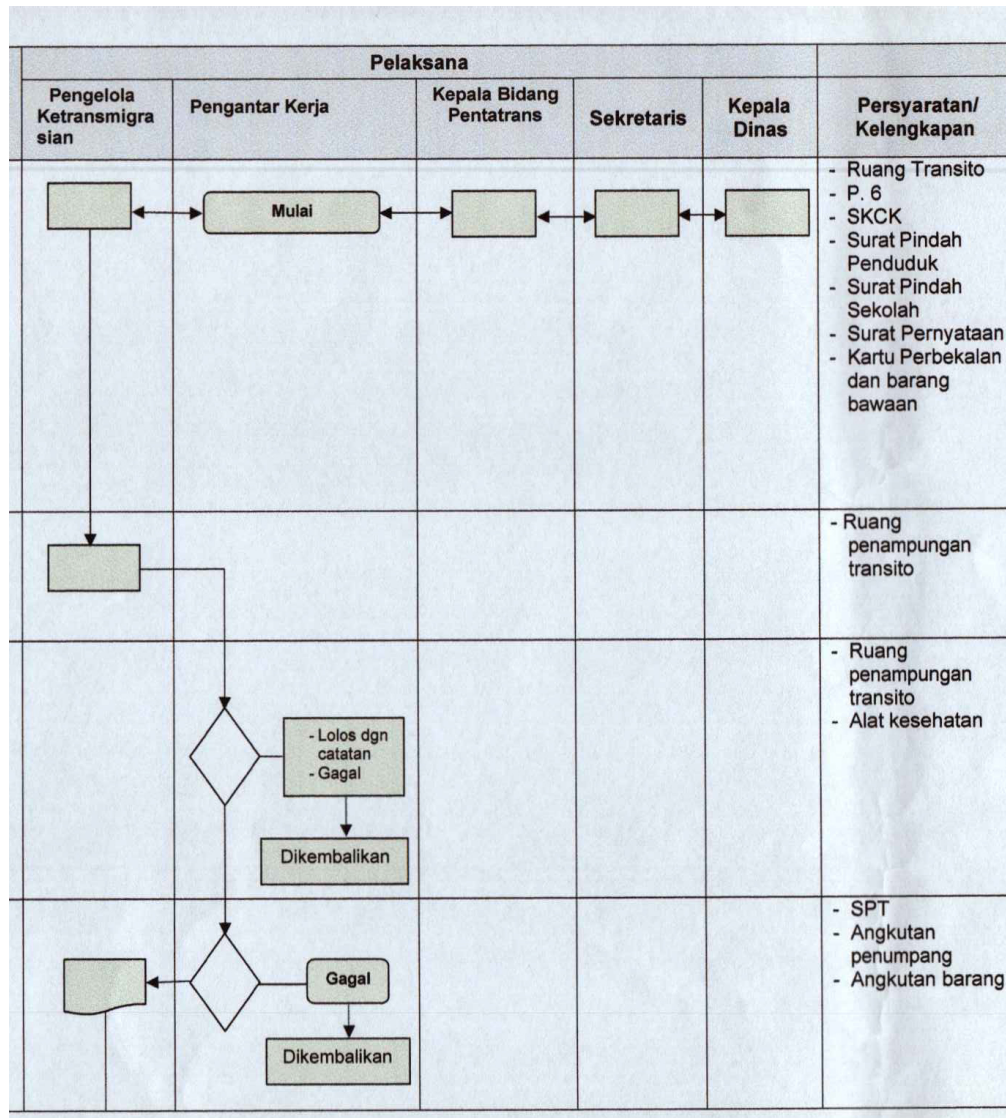 Pelaksana
Pengelola
Ketransmigra
sian
Pengantar Kerja
Kepala Bidang
Pentatrans
Sekretaris
Kepala
Dinas
Persyaratan/
Kelengkapan
Mulai
- Ruang Transito
- P. 6
- SKCK
- Surat Pindah
Penduduk
- Surat Pindah
Sekolah
- Surat Pernyataan
- Kartu Perbekalan
dan barang
bawaan
- Ruang
penampungan
transito
- Lolos dgn
catatan
- Gagal
Dikembalikan
- Ruang
penampungan
transito
- Alat kesehatan
Gagal
Dikembalikan
- SPT
- Angkutan
penumpang
- Angkutan barang